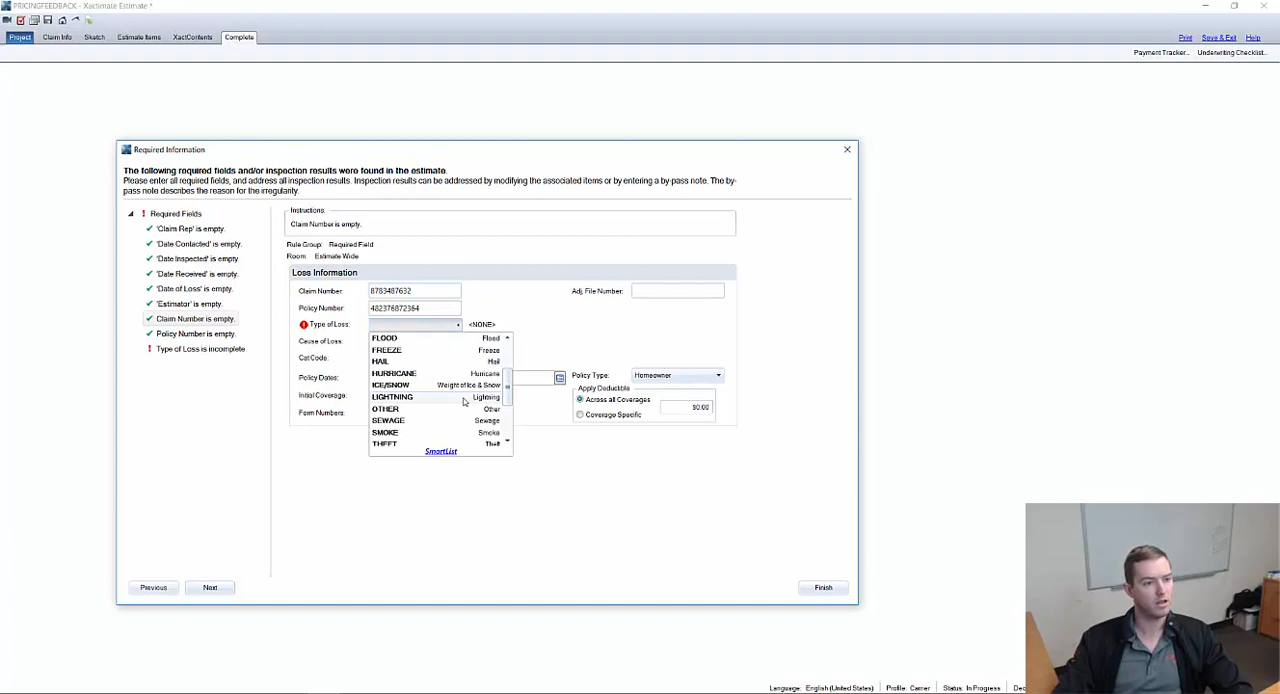 PRICINGFEEDBACK - Xactimate Estimate *
Project Claim Info Sketch Estimate Items XactContents Complete
Print Save & Exit Help
Payment Tracker... Underwriting Checklist...
Required Information
The following required fields and/or inspection results were found in the estimate.
Please enter all required fields, and address all inspection results. Inspection results can be addressed by modifying the associated items or by entering a by-pass note. The by-
pass note describes the reason for the irregularity.
Required Fields
'Claim Rep' is empty.
'Date Contacted' is empty.
'Date Inspected' is empty
'Date Received' is empty.
'Date of Loss' is empty.
'Estimator' is empty.
Claim Number is empty.
Policy Number is empty.
Type of Loss is incomplete
Instructions:
Claim Number is empty.
Rule Group: Required Field
Room: Estimate Wide
Loss Information
Claim Number: 8783487632 Adj. File Number:
Policy Number: 482376872364
Type of Loss: <NONE>
Cause of Loss:
Cat Code:
Policy Dates:
Initial Coverage:
Form Numbers:
FLOOD Flood
FREEZE Freeze
HAIL Hail
HURRICANE Hurricane
ICE/SNOW Weight of Ice & Snow
LIGHTNING Lightning
OTHER Other
SEWAGE Sewage
SMOKE Smoke
THEFT Theft
SmartList
Policy Type: Homeowner
Apply Deductible
Across all Coverages $0.00
Coverage Specific
Previous Next Finish
Language: English (United States) Profile: Carrier Status: In Progress